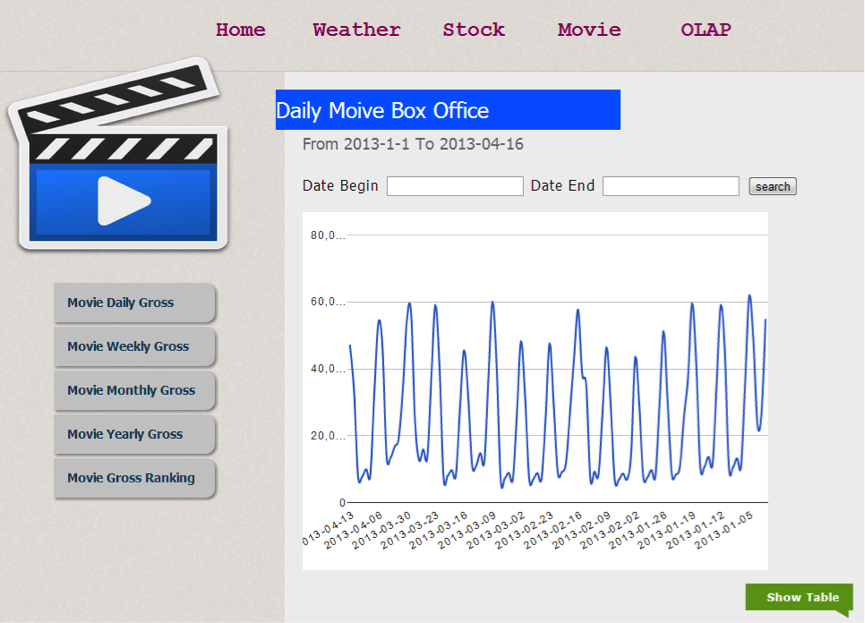 Home Weather Stock Movie OLAP
Daily Moive Box Office
From 2013-1-1 To 2013-04-16
Date Begin Date End search
80,0...
60,0...
40,0...
20,0...
0
013-04-13 2013-04-06 2013-03-30 2013-03-23 2013-03-16 2013-03-09 2013-03-02 2013-02-23 2013-02-16 2013-02-09 2013-02-02 2013-01-26 2013-01-19 2013-01-12 2013-01-05
Movie Daily Gross
Movie Weekly Gross
Movie Monthly Gross
Movie Yearly Gross
Movie Gross Ranking
Show Table